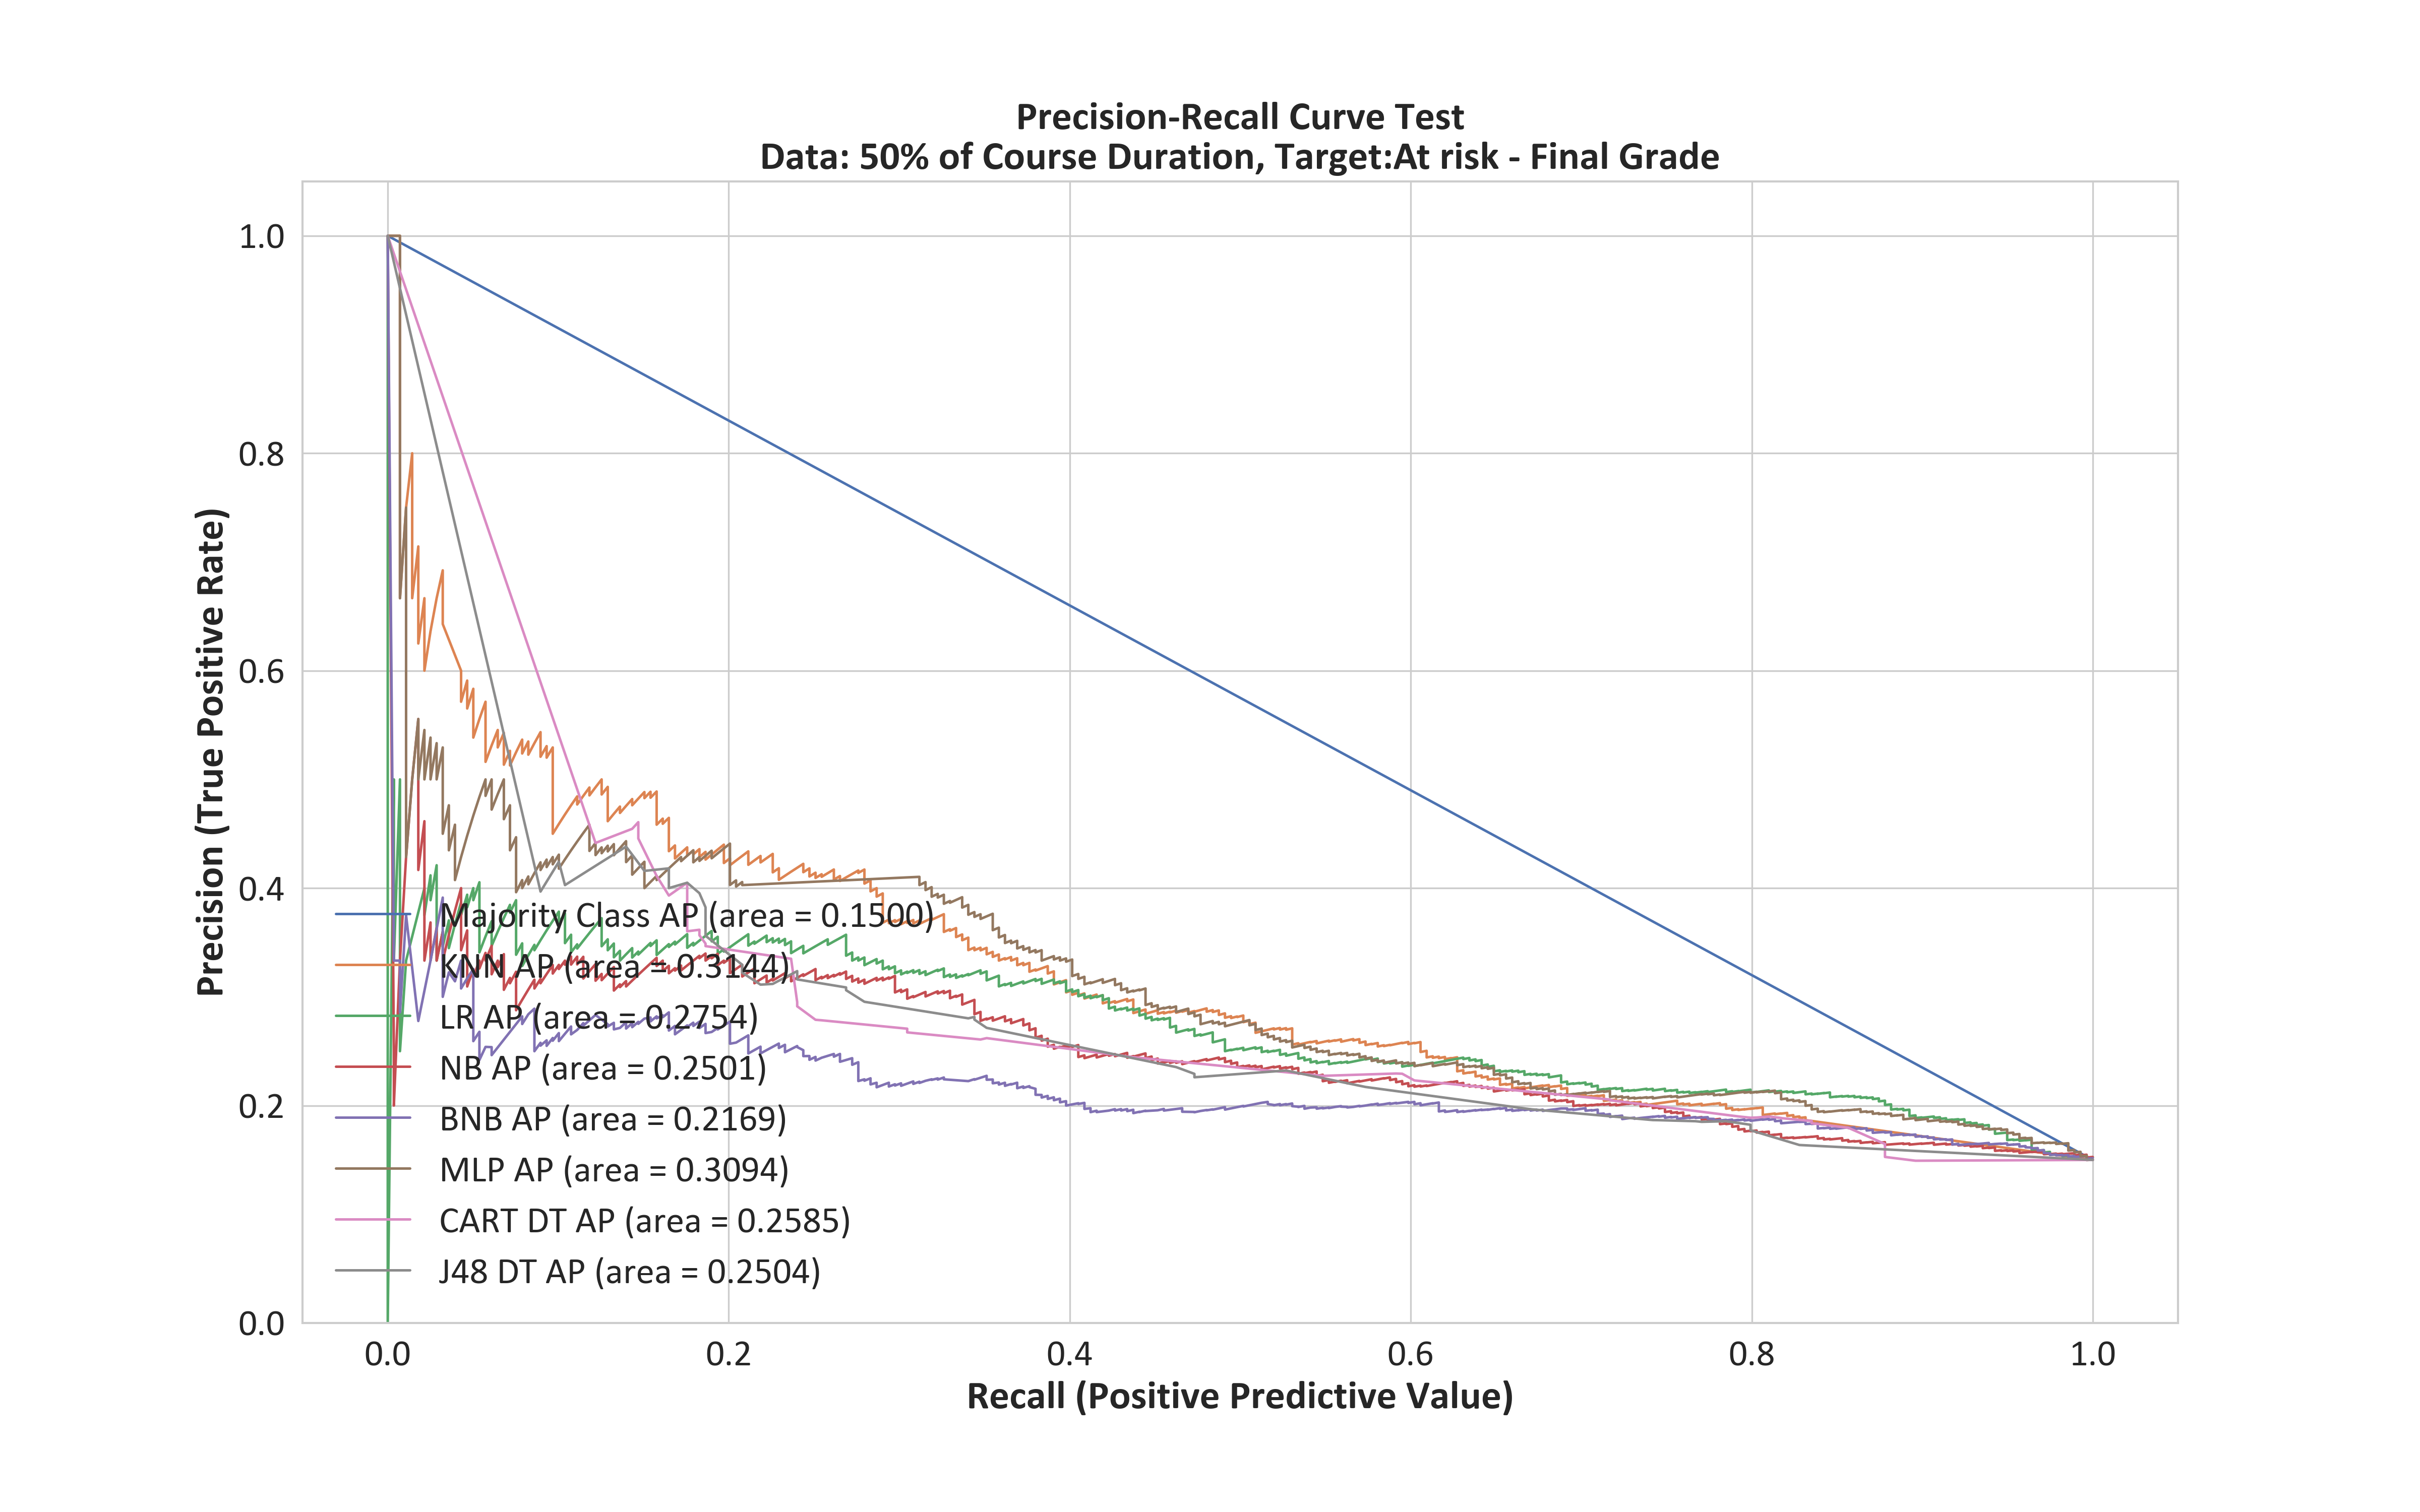 Precision-Recall Curve Test
Data: 50% of Course Duration, Target:At risk - Final Grade
Precision (True Positive Rate)
1.0
0.8
0.6
0.4
0.2
0.0
Majority Class AP (area = 0.1500)
KNN AP (area = 0.3144)
LR AP (area = 0.2754)
NB AP (area = 0.2501)
BNB AP (area = 0.2169)
MLP AP (area = 0.3094)
CART DT AP (area = 0.2585)
J48 DT AP (area = 0.2504)
0.0 0.2 0.4 0.6 0.8 1.0
Recall (Positive Predictive Value)